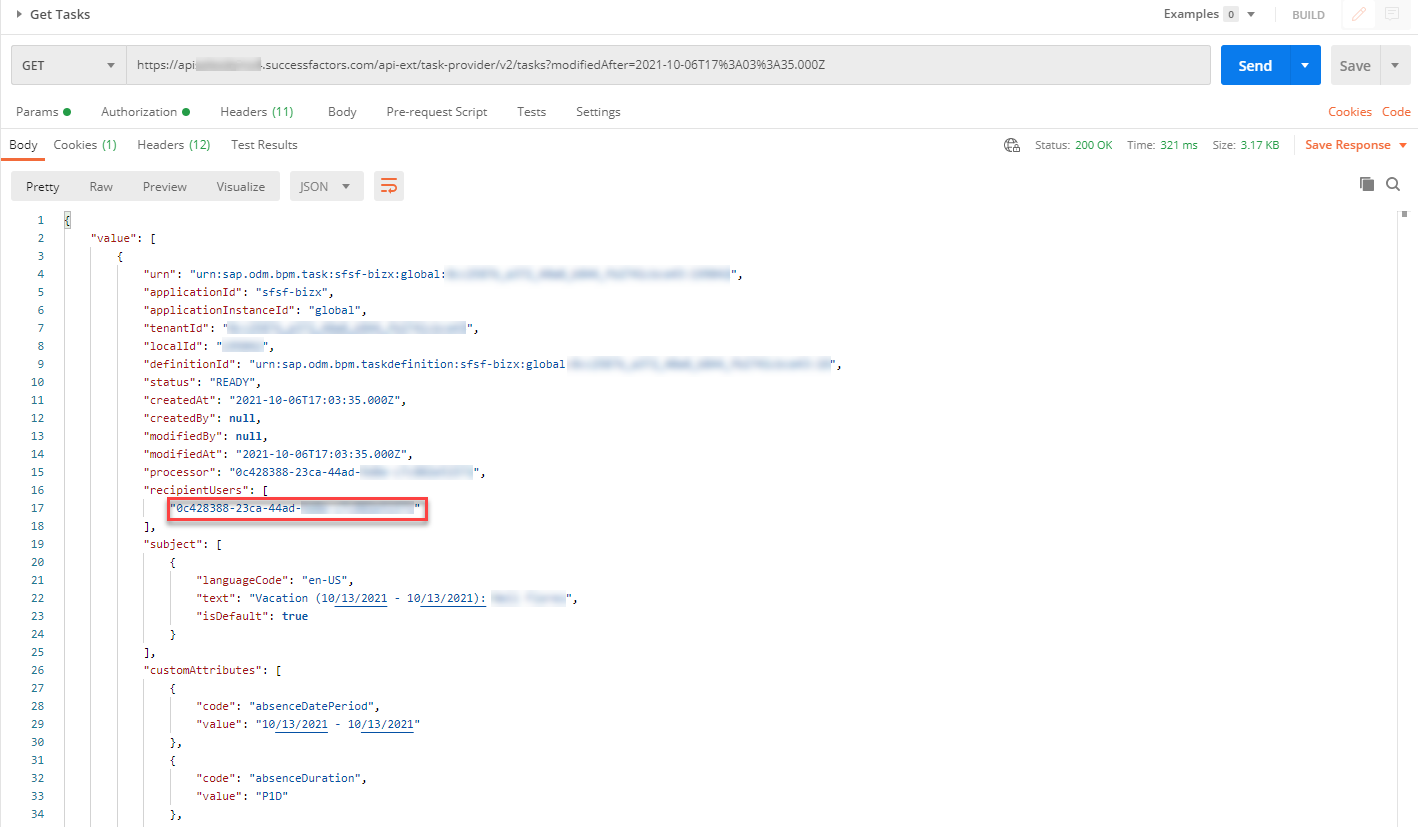 Get Tasks Examples 0 BUILD
GET https://api .successfactors.com/api-ext/task-provider/v2/tasks?modifiedAfter=2021-10-06T17%3A03%3A35.000Z Send Save
Params Authorization Headers (11) Body Pre-request Script Tests Settings Cookies Code
Body Cookies (1) Headers (12) Test Results Status: 200 OK Time: 321 ms Size: 3.17 KB Save Response
Pretty Raw Preview Visualize JSON
1 {
2 "value": [
3 {
4 "urn": "urn:sap.odm.bpm.task:sfsf-bizx:global: ",
5 "applicationId": "sfsf-bizx",
6 "applicationInstanceId": "global",
7 "tenantId": " ",
8 "localId": " ",
9 "definitionId": "urn:sap.odm.bpm.taskdefinition:sfsf-bizx:global ",
10 "status": "READY",
11 "createdAt": "2021-10-06T17:03:35.000Z",
12 "createdBy": null,
13 "modifiedBy": null,
14 "modifiedAt": "2021-10-06T17:03:35.000Z",
15 "processor": "0c428388-23ca-44ad- ",
16 "recipientUsers": [
17 "0c428388-23ca-44ad- "
18 ],
19 "subject": [
20 {
21 "languageCode": "en-US",
22 "text": "Vacation (10/13/2021 - 10/13/2021): ",
23 "isDefault": true
24 }
25 ],
26 "customAttributes": [
27 {
28 "code": "absenceDatePeriod",
29 "value": "10/13/2021 - 10/13/2021"
30 },
31 {
32 "code": "absenceDuration",
33 "value": "P1D"
34 },